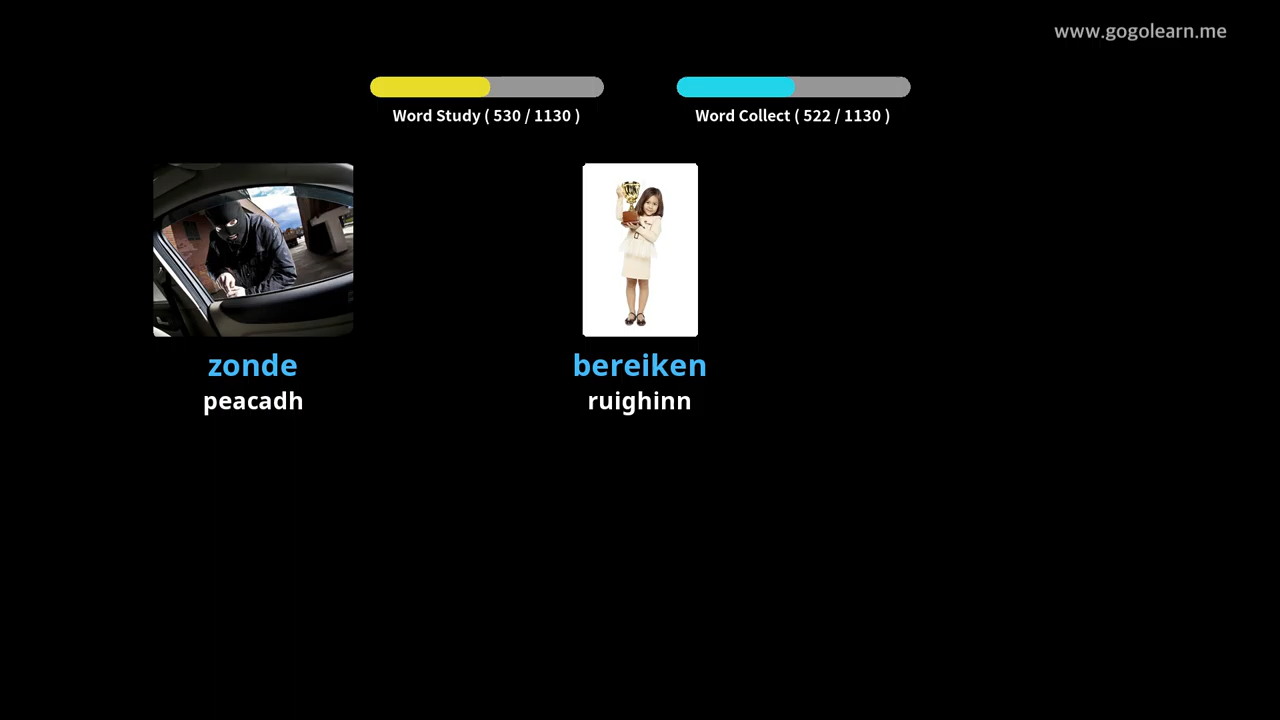 www.gogolearn.me
Word Study ( 530 / 1130 )
Word Collect ( 522 / 1130 )
zonde
peacadh
bereiken
ruighinn